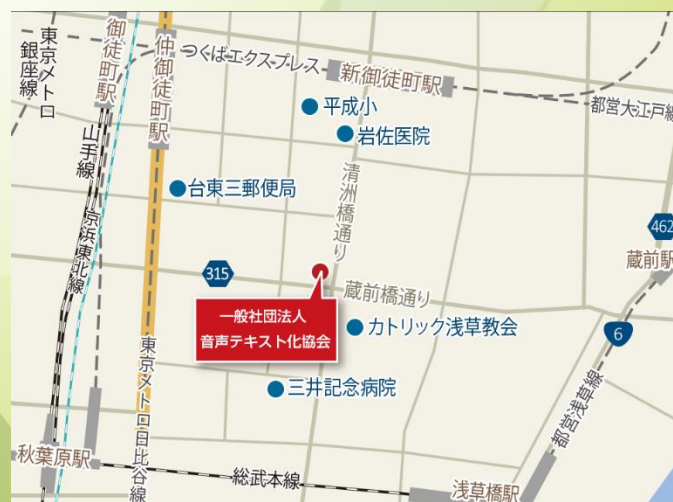 東京メトロ
銀座線
御徒町駅
仲御徒町駅
つくばエクスプレス
新御徒町駅
都営大江戸線
平成小
岩佐医院
山手線
京浜東北線
台東三郵便局
清洲橋通り
462
蔵前駅
315
蔵前橋通り
一般社団法人
音声テキスト化協会
カトリック浅草教会
6
三井記念病院
東京メトロ日比谷線
都営浅草線
秋葉原駅
総武本線
浅草橋駅